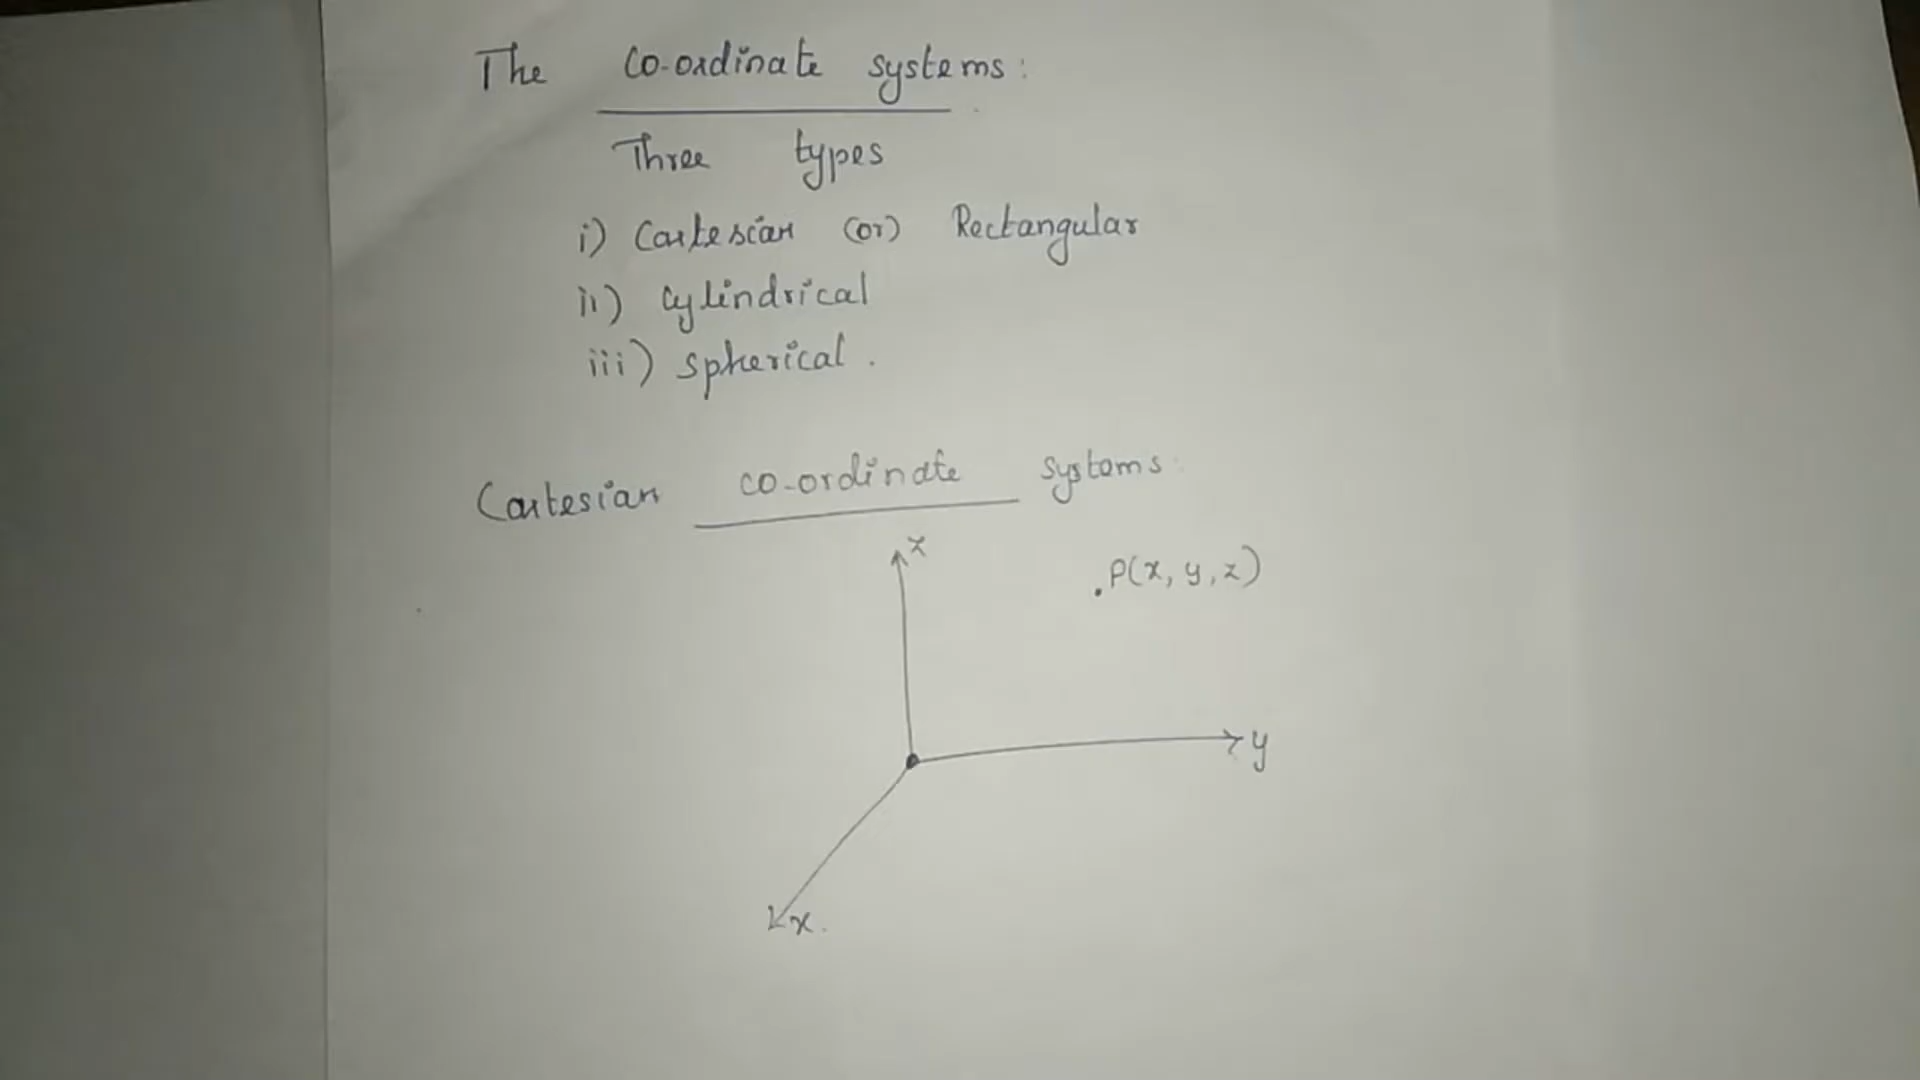 The Co-ordinate systems:
Three types
i) Cartesian (or) Rectangular
ii) Cylindrical
iii) Spherical.
Cartesian co-ordinate systems:
z
.P(x, y, z)
y
x.